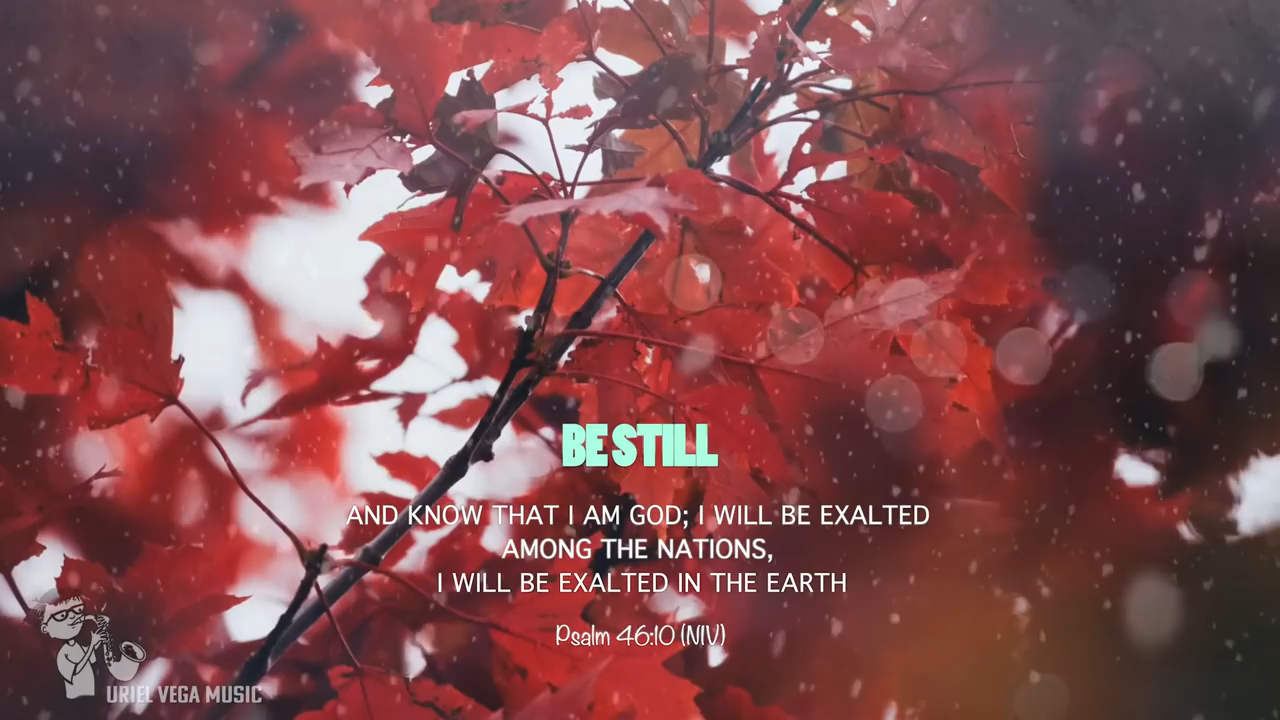 BE STILL
AND KNOW THAT I AM GOD; I WILL BE EXALTED
AMONG THE NATIONS,
I WILL BE EXALTED IN THE EARTH
Psalm 46:10 (NIV)
URIEL VEGA MUSIC